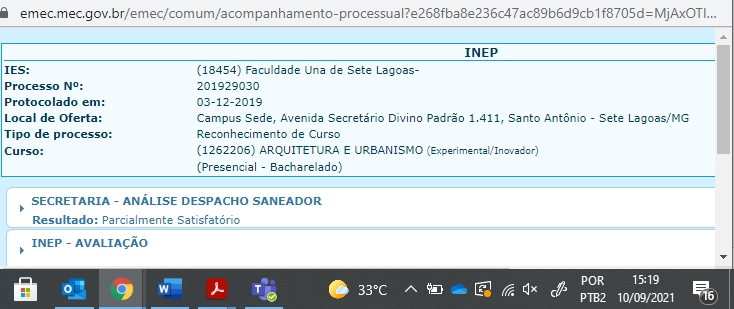 emec.mec.gov.br/emec/comum/acompanhamento-processual?e268fba8e236c47ac89b6d9cb1f8705d=MjAxOTI...
INEP
IES: (18454) Faculdade Una de Sete Lagoas-
Processo Nº: 201929030
Protocolado em: 03-12-2019
Local de Oferta: Campus Sede, Avenida Secretário Divino Padrão 1.411, Santo Antônio - Sete Lagoas/MG
Tipo de processo: Reconhecimento de Curso
Curso: (1262206) ARQUITETURA E URBANISMO (Experimental/Inovador)
(Presencial - Bacharelado)
SECRETARIA - ANÁLISE DESPACHO SANEADOR
Resultado: Parcialmente Satisfatório
INEP - AVALIAÇÃO
33°C POR 15:19
PTB2 10/09/2021 16